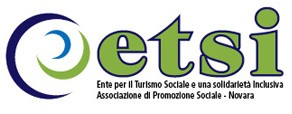 etsi
Ente per il Turismo Sociale e una solidarietà Inclusiva
Associazione di Promozione Sociale - Novara